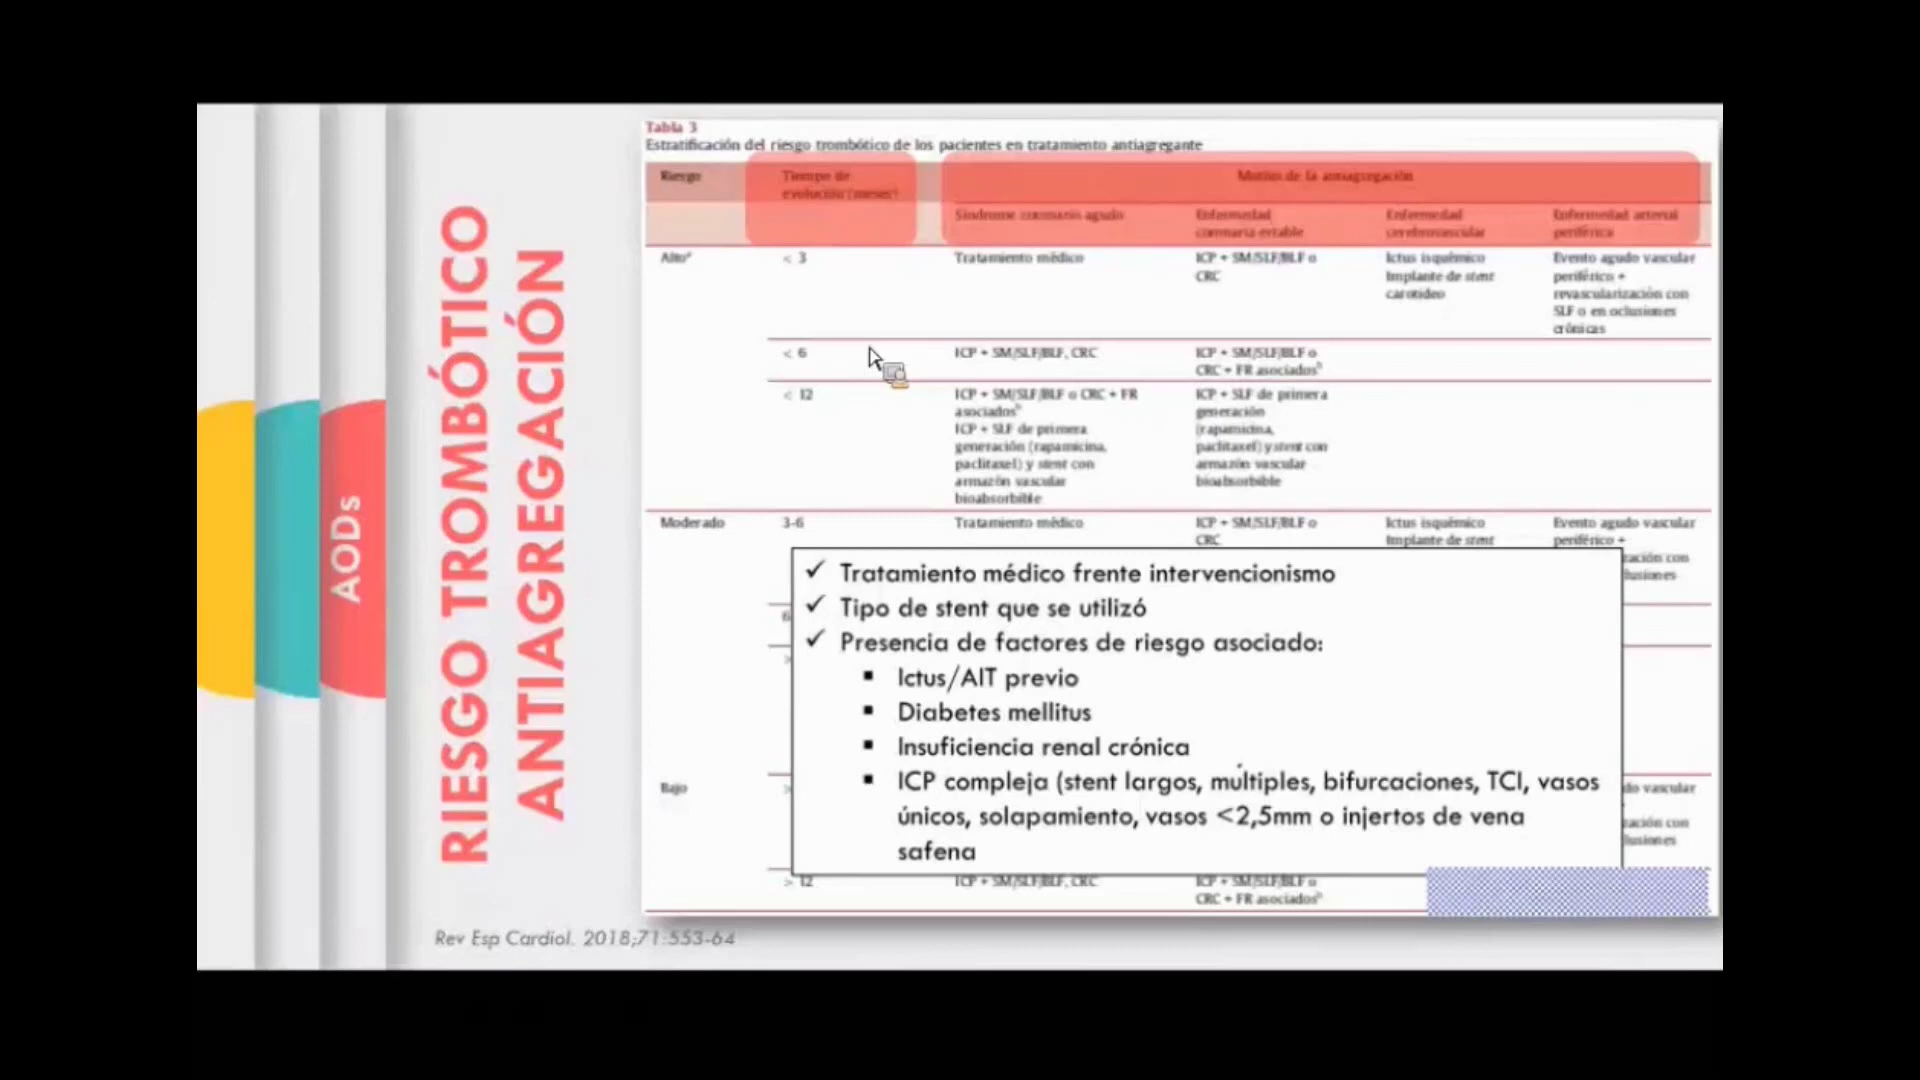 AODs
RIESGO TROMBÓTICO
ANTIAGREGACIÓN
Tabla 3
Estratificación del riesgo trombótico de los pacientes en tratamiento antiagregante
Riesgo
Tiempo de
evolución (meses)
Motivo de la antiagregación
Síndrome coronario agudo
Enfermedad
coronaria estable
Enfermedad
cerebrovascular
Enfermedad arterial
periférica
Altoª
< 3
Tratamiento médico
ICP + SM/SLF/BLF o
CRC
Ictus isquémico
Implante de stent
carotídeo
Evento agudo vascular
periférico +
revascularización con
SLF o en oclusiones
crónicas
< 6
ICP + SM/SLF/BLF, CRC
ICP + SM/SLF/BLF o
CRC + FR asociadosᵇ
< 12
ICP + SM/SLF/BLF o CRC + FR
asociadosᵇ
ICP + SLF de primera
generación (rapamicina,
paclitaxel) y stent con
armazón vascular
bioabsorbible
ICP + SLF de primera
generación
(rapamicina,
paclitaxel) y stent con
armazón vascular
bioabsorbible
Moderado
3-6
Tratamiento médico
ICP + SM/SLF/BLF o
CRC
Ictus isquémico
Implante de stent
Evento agudo vascular
periférico +
✓ Tratamiento médico frente intervencionismo
✓ Tipo de stent que se utilizó
✓ Presencia de factores de riesgo asociado:
▪ Ictus/AIT previo
▪ Diabetes mellitus
▪ Insuficiencia renal crónica
▪ ICP compleja (stent largos, múltiples, bifurcaciones, TCI, vasos
únicos, solapamiento, vasos <2,5mm o injertos de vena
safena
Bajo
> 12
ICP + SM/SLF/BLF, CRC
ICP + SM/SLF/BLF o
CRC + FR asociadosᵇ
Rev Esp Cardiol. 2018;71:553-64